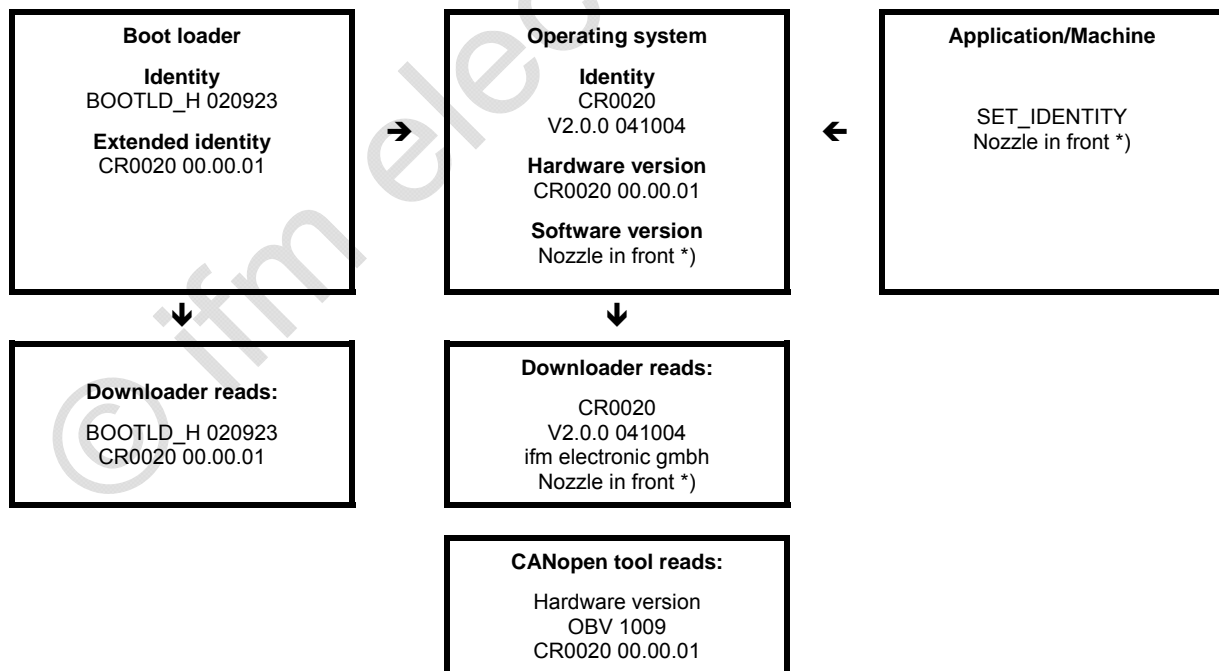 Boot loader
Identity
BOOTLD_H 020923
Extended identity
CR0020 00.00.01
Operating system
Identity
CR0020
V2.0.0 041004
Hardware version
CR0020 00.00.01
Software version
Nozzle in front *)
Application/Machine
SET_IDENTITY
Nozzle in front *)
Downloader reads:
BOOTLD_H 020923
CR0020 00.00.01
Downloader reads:
CR0020
V2.0.0 041004
ifm electronic gmbh
Nozzle in front *)
CANopen tool reads:
Hardware version
OBV 1009
CR0020 00.00.01
© ifm elec